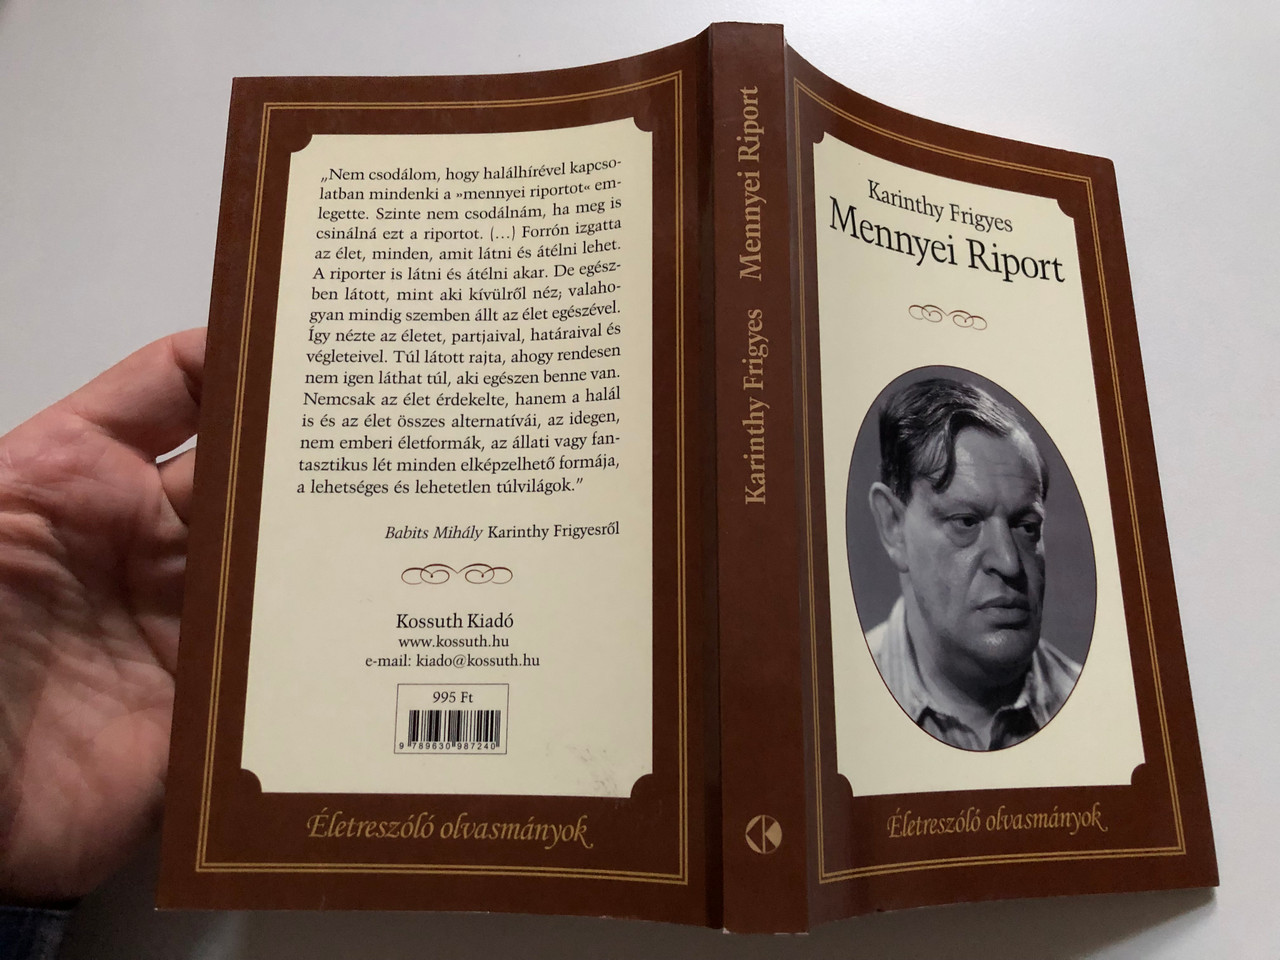 „Nem csodálom, hogy halálhírével kapcso-
latban mindenki a »mennyei riportot« em-
legette. Szinte nem csodálnám, ha meg is
csinálná ezt a riportot. (…) Forrón izgatta
az élet, minden, amit látni és átélni lehet.
A riporter is látni és átélni akar. De egész-
ben látott, mint aki kívülről néz; valaho-
gyan mindig szemben állt az élet egészével.
Így nézte az életet, partjaival, határaival és
végleteivel. Túl látott rajta, ahogy rendesen
nem igen láthat túl, aki egészen benne van.
Nemcsak az élet érdekelte, hanem a halál
is és az élet összes alternatívái, az idegen,
nem emberi életformák, az állati vagy fan-
tasztikus lét minden elképzelhető formája,
a lehetséges és lehetetlen túlvilágok.”
Babits Mihály Karinthy Frigyesről
Kossuth Kiadó
www.kossuth.hu
e-mail: kiado@kossuth.hu
995 Ft
9 789630 987240
Életreszóló olvasmányok
Karinthy Frigyes Mennyei Riport
K
Karinthy Frigyes
Mennyei Riport
Életreszóló olvasmányok